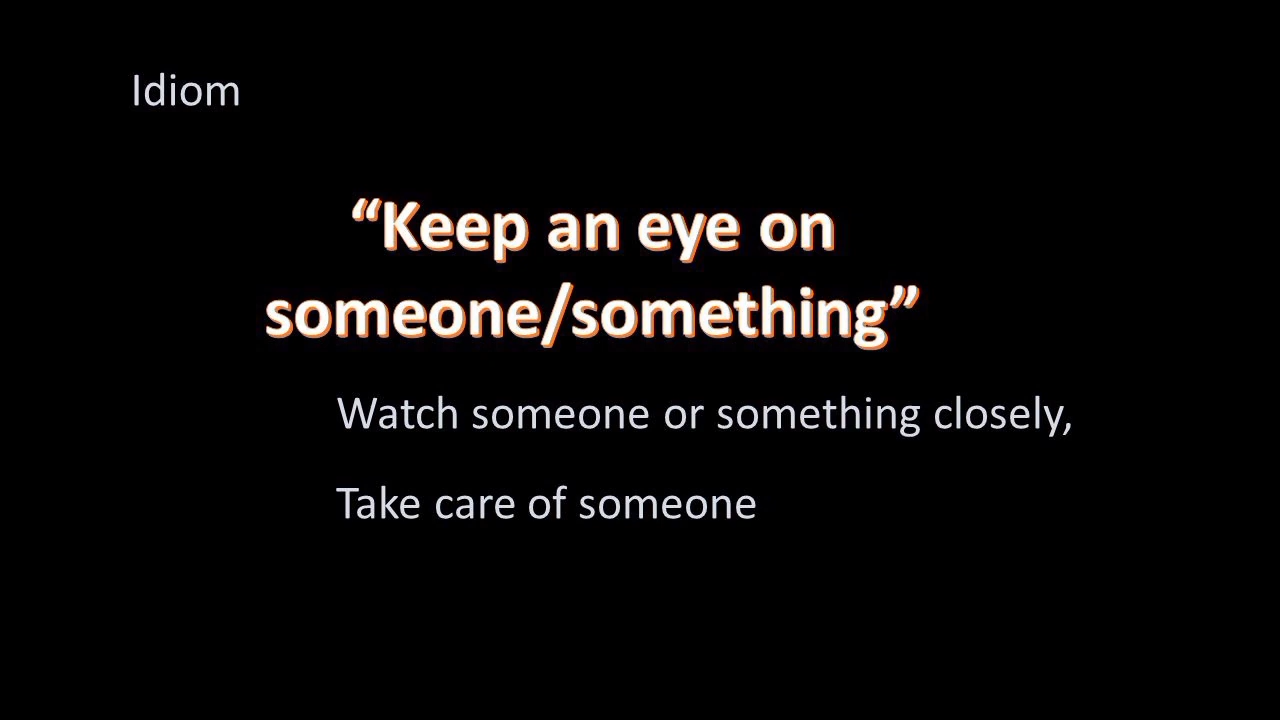 Idiom
“Keep an eye on
someone/something”
Watch someone or something closely,
Take care of someone